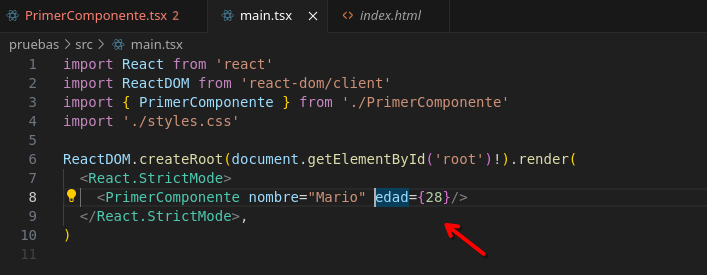 PrimerComponente.tsx 2 main.tsx index.html
pruebas > src > main.tsx
1 import React from 'react'
2 import ReactDOM from 'react-dom/client'
3 import { PrimerComponente } from './PrimerComponente'
4 import './styles.css'
5
6 ReactDOM.createRoot(document.getElementById('root')!).render(
7 <React.StrictMode>
8 <PrimerComponente nombre="Mario" edad={28}/>
9 </React.StrictMode>,
10 )
11